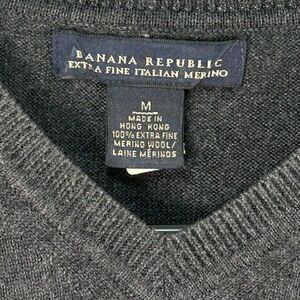 BANANA REPUBLIC
EXTRA FINE ITALIAN MERINO
M
MADE IN
HONG KONG
100% EXTRA FINE
MERINO WOOL/
LAINE MÉRINOS